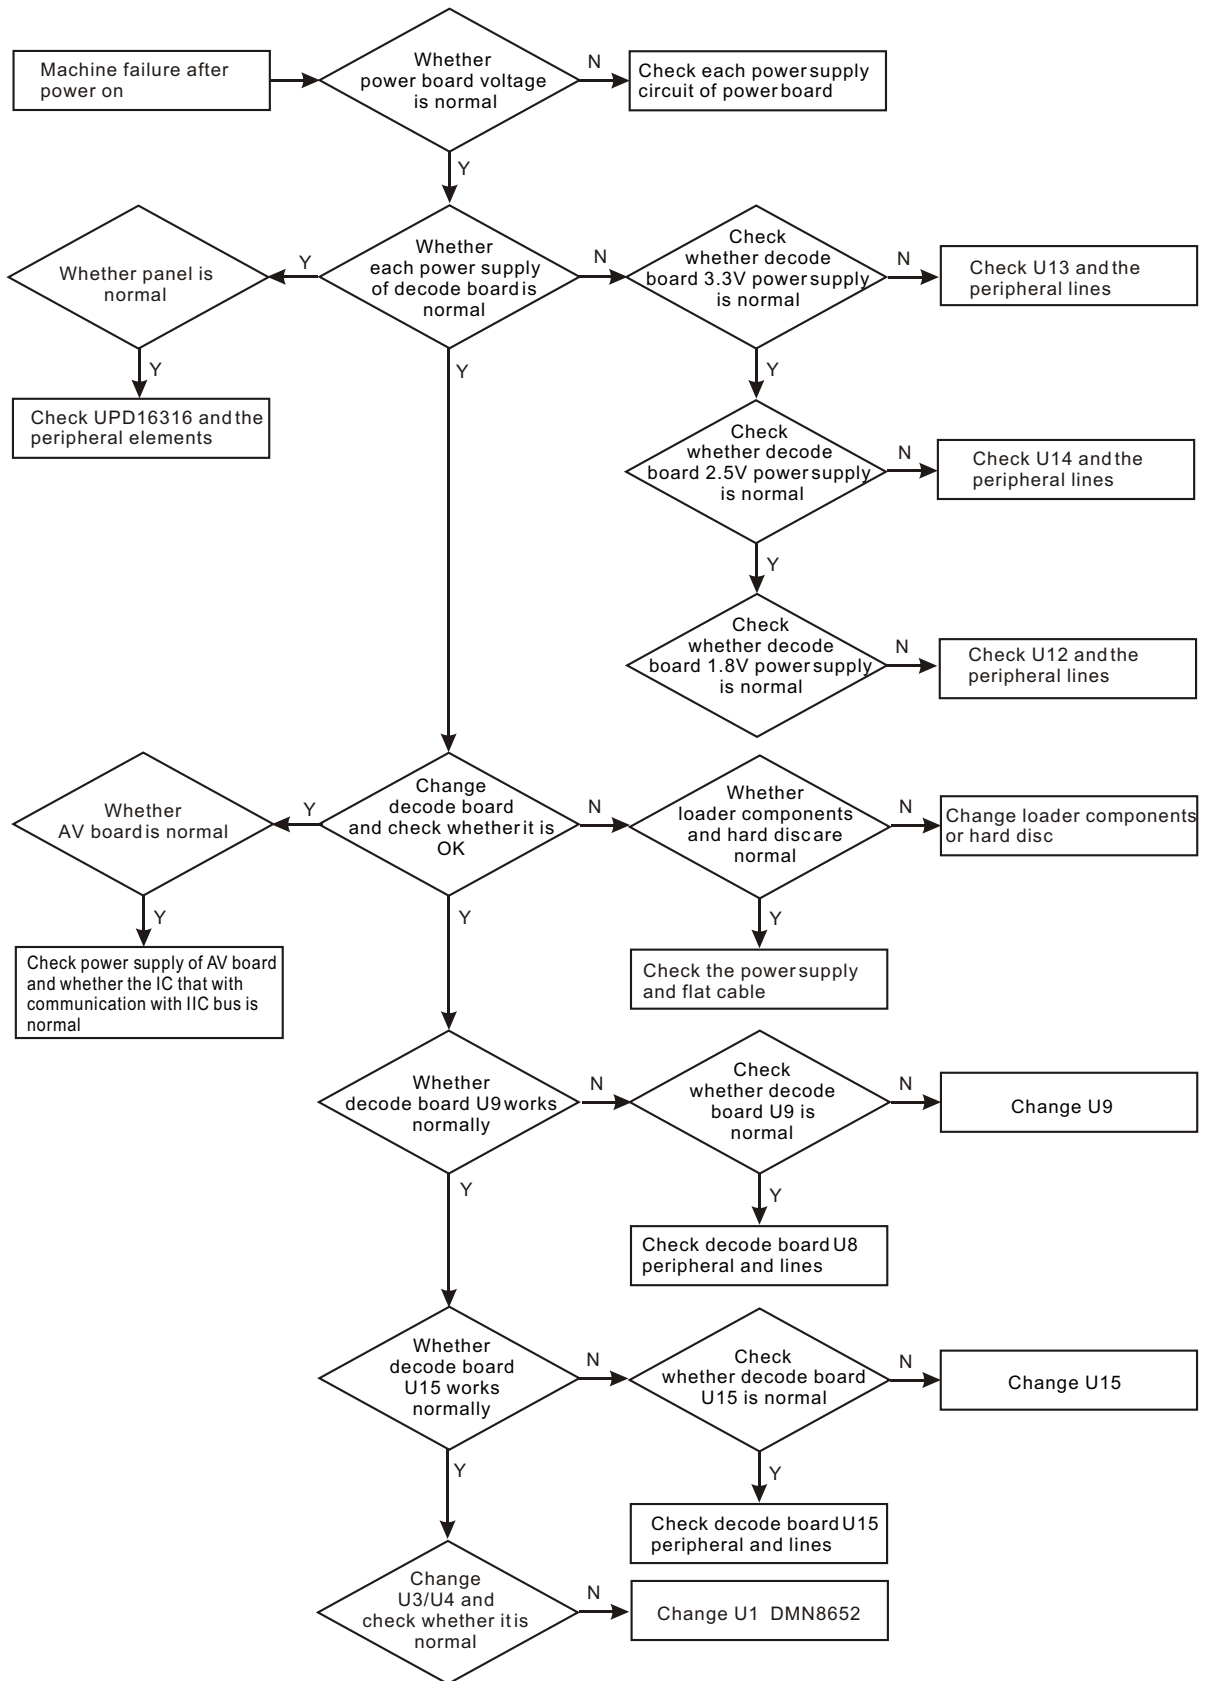 Machine failure after
power on
Whether
power board voltage
is normal
N
Check each power supply
circuit of power board
Y
Whether panel is
normal
Y
Whether
each power supply
of decode board is
normal
N
Check
whether decode
board 3.3V power supply
is normal
N
Check U13 and the
peripheral lines
Y
Check UPD16316 and the
peripheral elements
Y
Y
Check
whether decode
board 2.5V power supply
is normal
N
Check U14 and the
peripheral lines
Y
Check
whether decode
board 1.8V power supply
is normal
N
Check U12 and the
peripheral lines
Whether
AV board is normal
Y
Change
decode board
and check whether it is
OK
N
Whether
loader components
and hard disc are
normal
N
Change loader components
or hard disc
Y
Check power supply of AV board
and whether the IC that with
communication with IIC bus is
normal
Y
Y
Check the power supply
and flat cable
Whether
decode board U9 works
normally
N
Check
whether decode
board U9 is
normal
N
Change U9
Y
Y
Check decode board U8
peripheral and lines
Whether
decode board
U15 works
normally
N
Check
whether decode board
U15 is normal
N
Change U15
Y
Y
Check decode board U15
peripheral and lines
Change
U3/U4 and
check whether it is
normal
N
Change U1 DMN8652